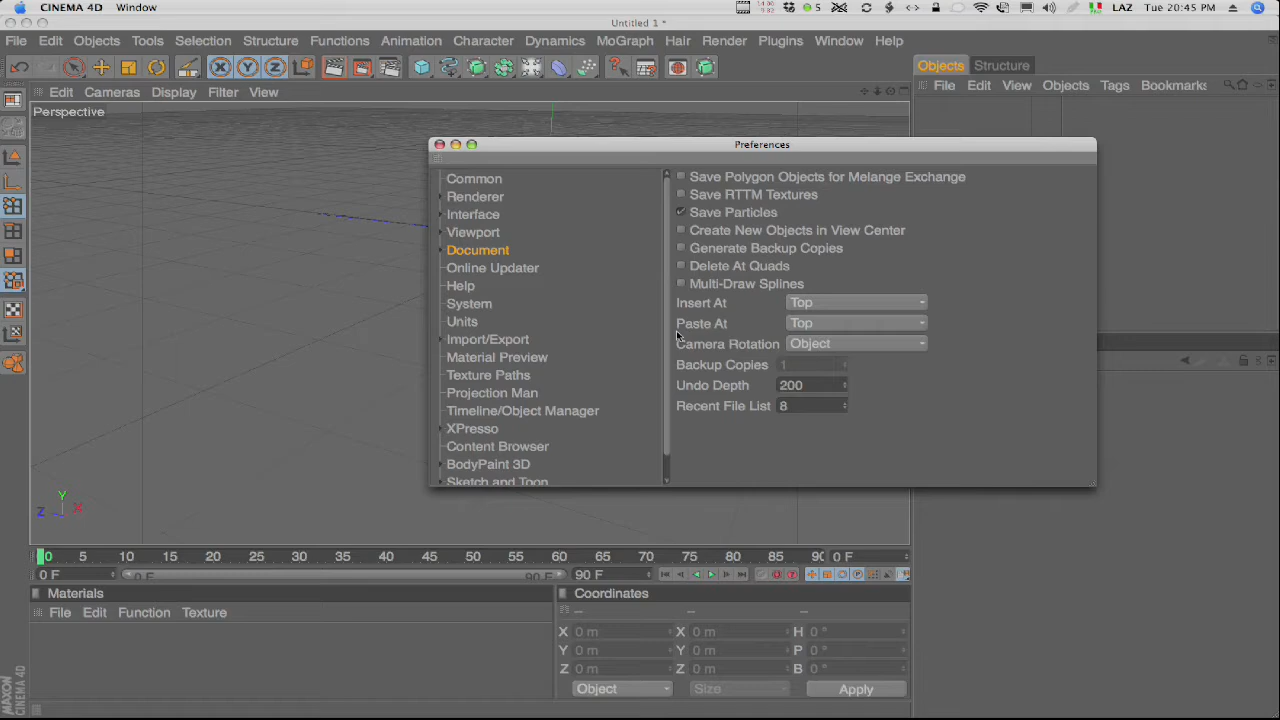 CINEMA 4D Window 5 LAZ Tue 20:45 PM
Untitled 1 *
File Edit Objects Tools Selection Structure Functions Animation Character Dynamics MoGraph Hair Render Plugins Window Help
Objects Structure
Edit Cameras Display Filter View
File Edit View Objects Tags Bookmarks
Perspective
Preferences
Common
Renderer
Interface
Viewport
Document
Online Updater
Help
System
Units
Import/Export
Material Preview
Texture Paths
Projection Man
Timeline/Object Manager
XPresso
Content Browser
BodyPaint 3D
Sketch and Toon
Save Polygon Objects for Melange Exchange
Save RTTM Textures
Save Particles
Create New Objects in View Center
Generate Backup Copies
Delete At Quads
Multi-Draw Splines
Insert At Top
Paste At Top
Camera Rotation Object
Backup Copies 1
Undo Depth 200
Recent File List 8
Y
Z X
0 5 10 15 20 25 30 35 40 45 50 55 60 65 70 75 80 85 90 0 F
0 F 0 F 90 F 90 F
Materials
File Edit Function Texture
Coordinates
X 0 m X 0 m H 0 °
Y 0 m Y 0 m P 0 °
Z 0 m Z 0 m B 0 °
Object Size Apply
MAXON
CINEMA 4D